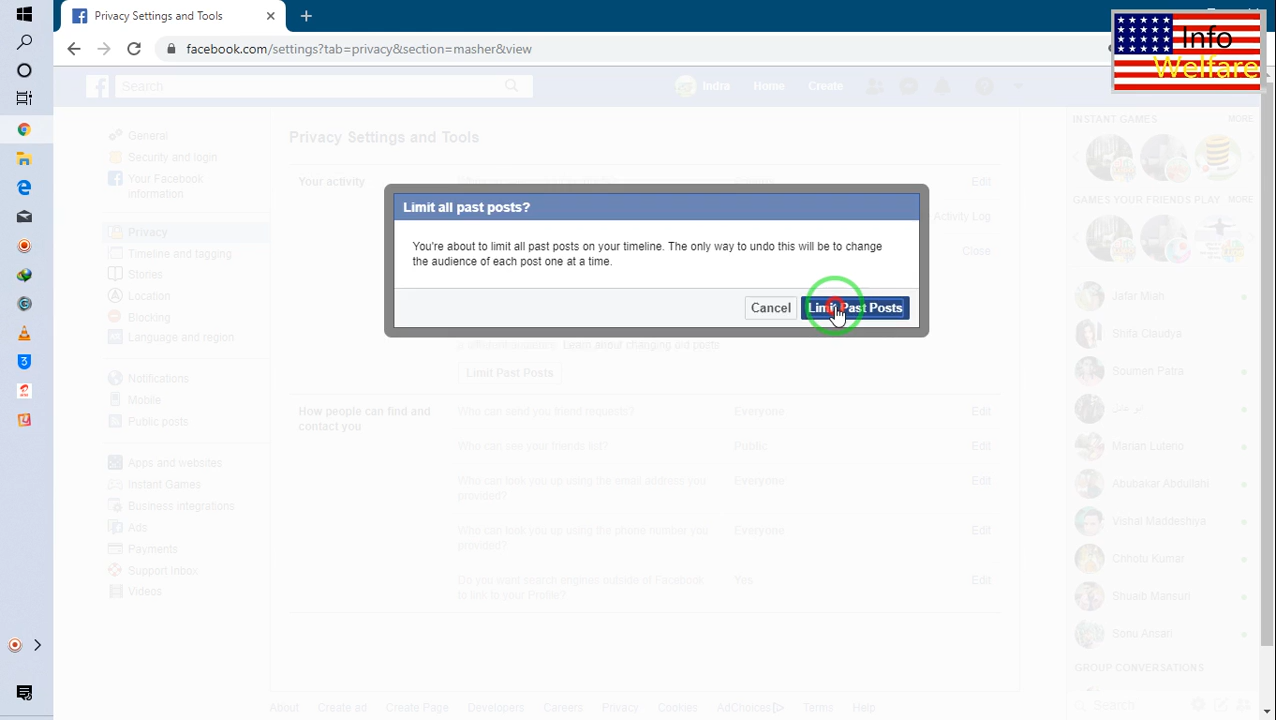 Privacy Settings and Tools
facebook.com/settings?tab=privacy&section=masher&view
Info
Welfare
Search
Indra
Home
Create
General
Security and login
Your Facebook
information
Privacy
Timeline and tagging
Stories
Location
Blocking
Language and region
Notifications
Mobile
Public posts
Apps and websites
Instant Games
Business integrations
Ads
Payments
Support Inbox
Videos
Privacy Settings and Tools
Your activity
Edit
Activity Log
Close
Limit all past posts?
You're about to limit all past posts on your timeline. The only way to undo this will be to change
the audience of each post one at a time.
Cancel
Limit Past Posts
Learn about changing old posts
Limit Past Posts
How people can find and
contact you
Who can send you friend requests?
Everyone
Edit
Who can see your friends list?
Public
Edit
Who can look you up using the email address you
provided?
Everyone
Edit
Who can look you up using the phone number you
provided?
Everyone
Edit
Do you want search engines outside of Facebook
to link to your Profile?
Yes
Edit
INSTANT GAMES
MORE
GAMES YOUR FRIENDS PLAY
MORE
Jafar Mian
Shifa Claudya
Soumen Patra
Marian Luteno
Abubakar Abdullahi
Vishal Maddeshiya
Chhotu Kumar
Shuaib Mansuri
Sonu Ansari
GROUP CONVERSATIONS
Search
About
Create ad
Create Page
Developers
Careers
Privacy
Cookies
AdChoices
Terms
Help